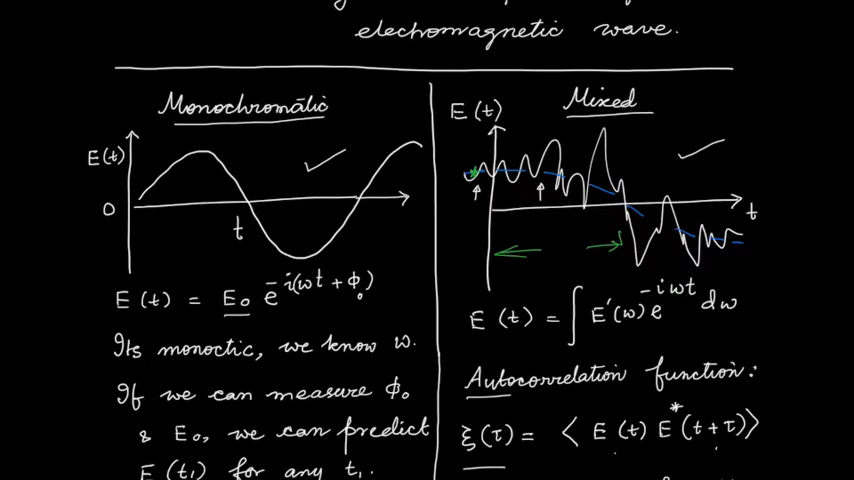 electromagnetic wave.
Monochromatic
E(t)
0
t
E(t) = E₀ e^{-i(ωt + ϕ₀)}
Its monoctic, we know ω.
If we can measure ϕ₀
& E₀, we can predict
E(t₁) for any t₁.
Mixed
E(t)
t
E(t) = ∫ E'(ω) e^{-iωt} dω
Autocorrelation function:
ξ(τ) = ⟨ E(t) E*(t+τ)⟩